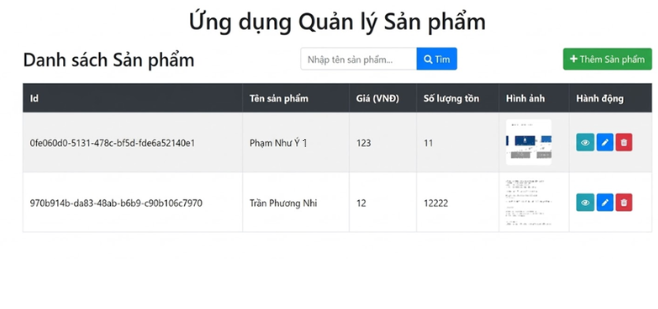 Ứng dụng Quản lý Sản phẩm
Danh sách Sản phẩm
Nhập tên sản phẩm...
Tìm
Thêm Sản phẩm
Id Tên sản phẩm Giá (VNĐ) Số lượng tồn Hình ảnh Hành động
0fe060d0-5131-478c-bf5d-fde6a52140e1 Phạm Như Ý 1 123 11
970b914b-da83-48ab-b6b9-c90b106c7970 Trần Phương Nhi 12 12222